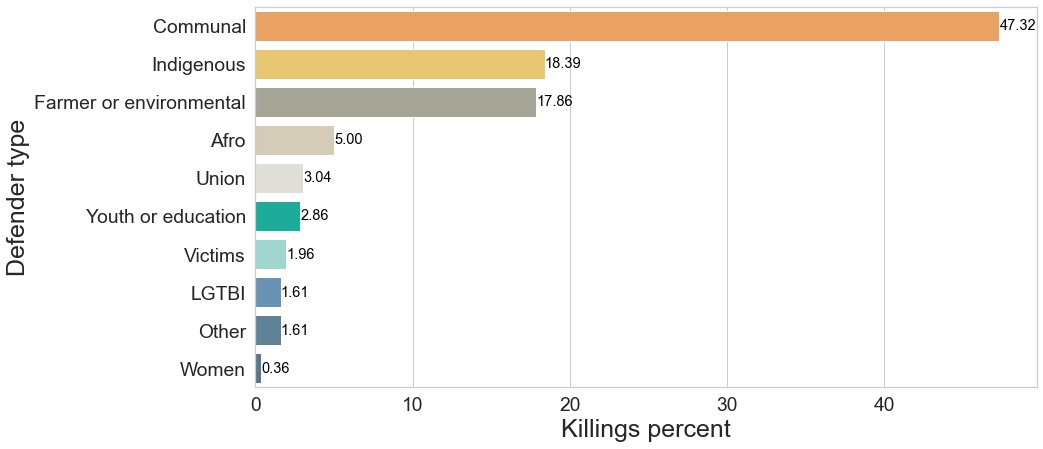 Communal 47.32
Indigenous 18.39
Farmer or environmental 17.86
Afro 5.00
Union 3.04
Youth or education 2.86
Victims 1.96
LGTBI 1.61
Other 1.61
Women 0.36
0 10 20 30 40
Killings percent
Defender type